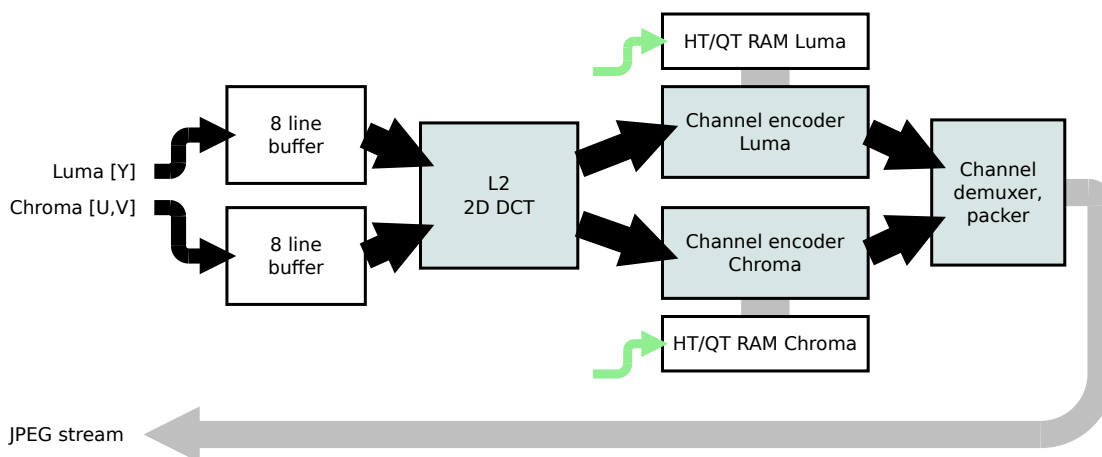 HT/QT RAM Luma
8 line
buffer
Channel encoder
Luma
Luma [Y]
Chroma [U,V]
L2
2D DCT
Channel
demuxer,
packer
8 line
buffer
Channel encoder
Chroma
HT/QT RAM Chroma
JPEG stream